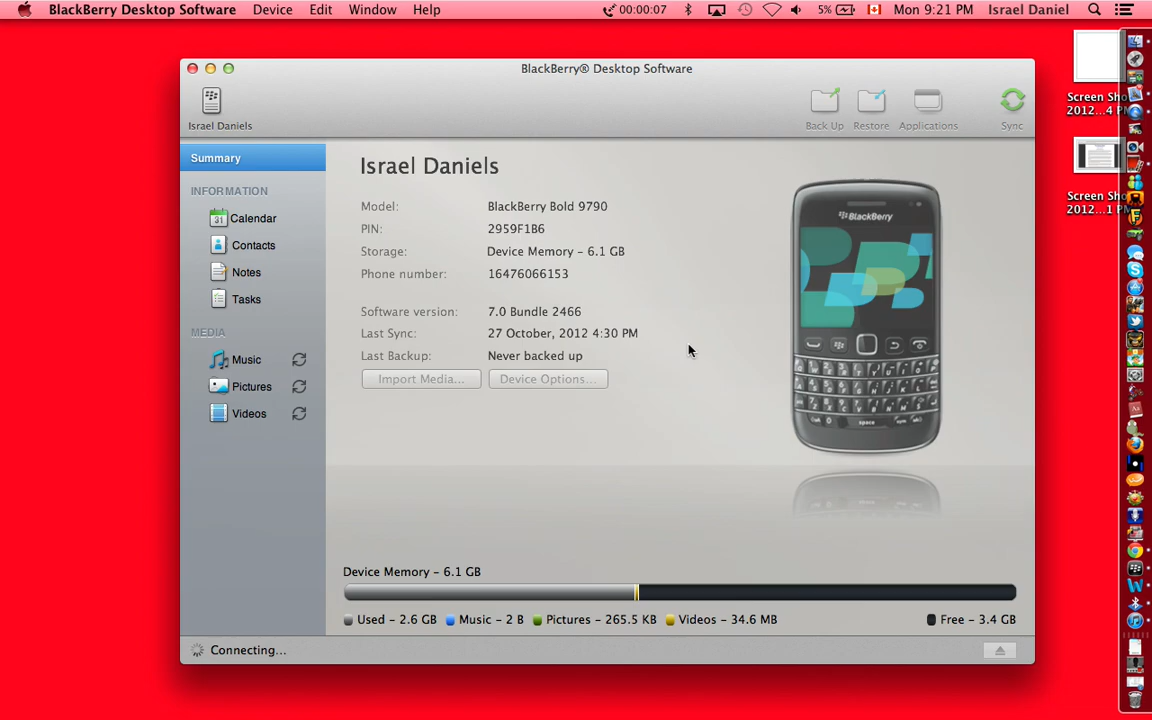 BlackBerry Desktop Software Device Edit Window Help 00:00:07 5% Mon 9:21 PM Israel Daniel
BlackBerry® Desktop Software
Israel Daniels
Back Up Restore Applications Sync
Summary
INFORMATION
31 Calendar
Contacts
Notes
Tasks
MEDIA
Music
Pictures
Videos
Israel Daniels
Model: BlackBerry Bold 9790
PIN: 2959F1B6
Storage: Device Memory – 6.1 GB
Phone number: 16476066153
Software version: 7.0 Bundle 2466
Last Sync: 27 October, 2012 4:30 PM
Last Backup: Never backed up
Import Media... Device Options...
BlackBerry
space
Device Memory – 6.1 GB
Used – 2.6 GB Music – 2 B Pictures – 265.5 KB Videos – 34.6 MB Free – 3.4 GB
Connecting...
Screen Sho
2012...4 P
Screen Sho
2012...1 P